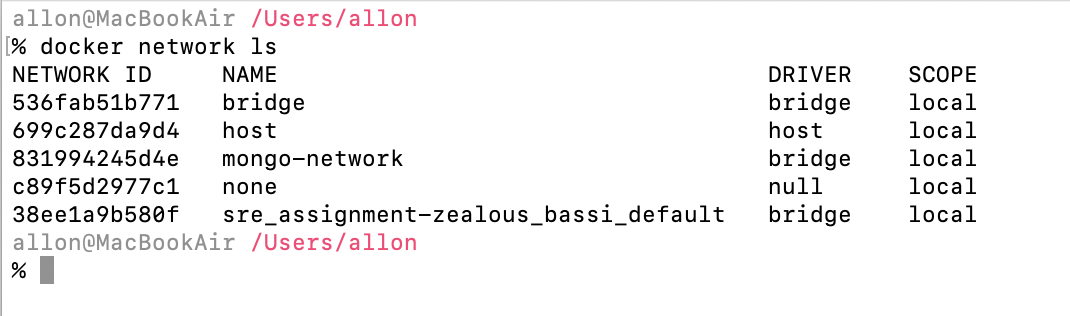 allon@MacBookAir /Users/allon
[% docker network ls
NETWORK ID     NAME                                   DRIVER    SCOPE
536fab51b771   bridge                                 bridge    local
699c287da9d4   host                                   host      local
831994245d4e   mongo-network                          bridge    local
c89f5d2977c1   none                                   null      local
38ee1a9b580f   sre_assignment-zealous_bassi_default   bridge    local
allon@MacBookAir /Users/allon
%